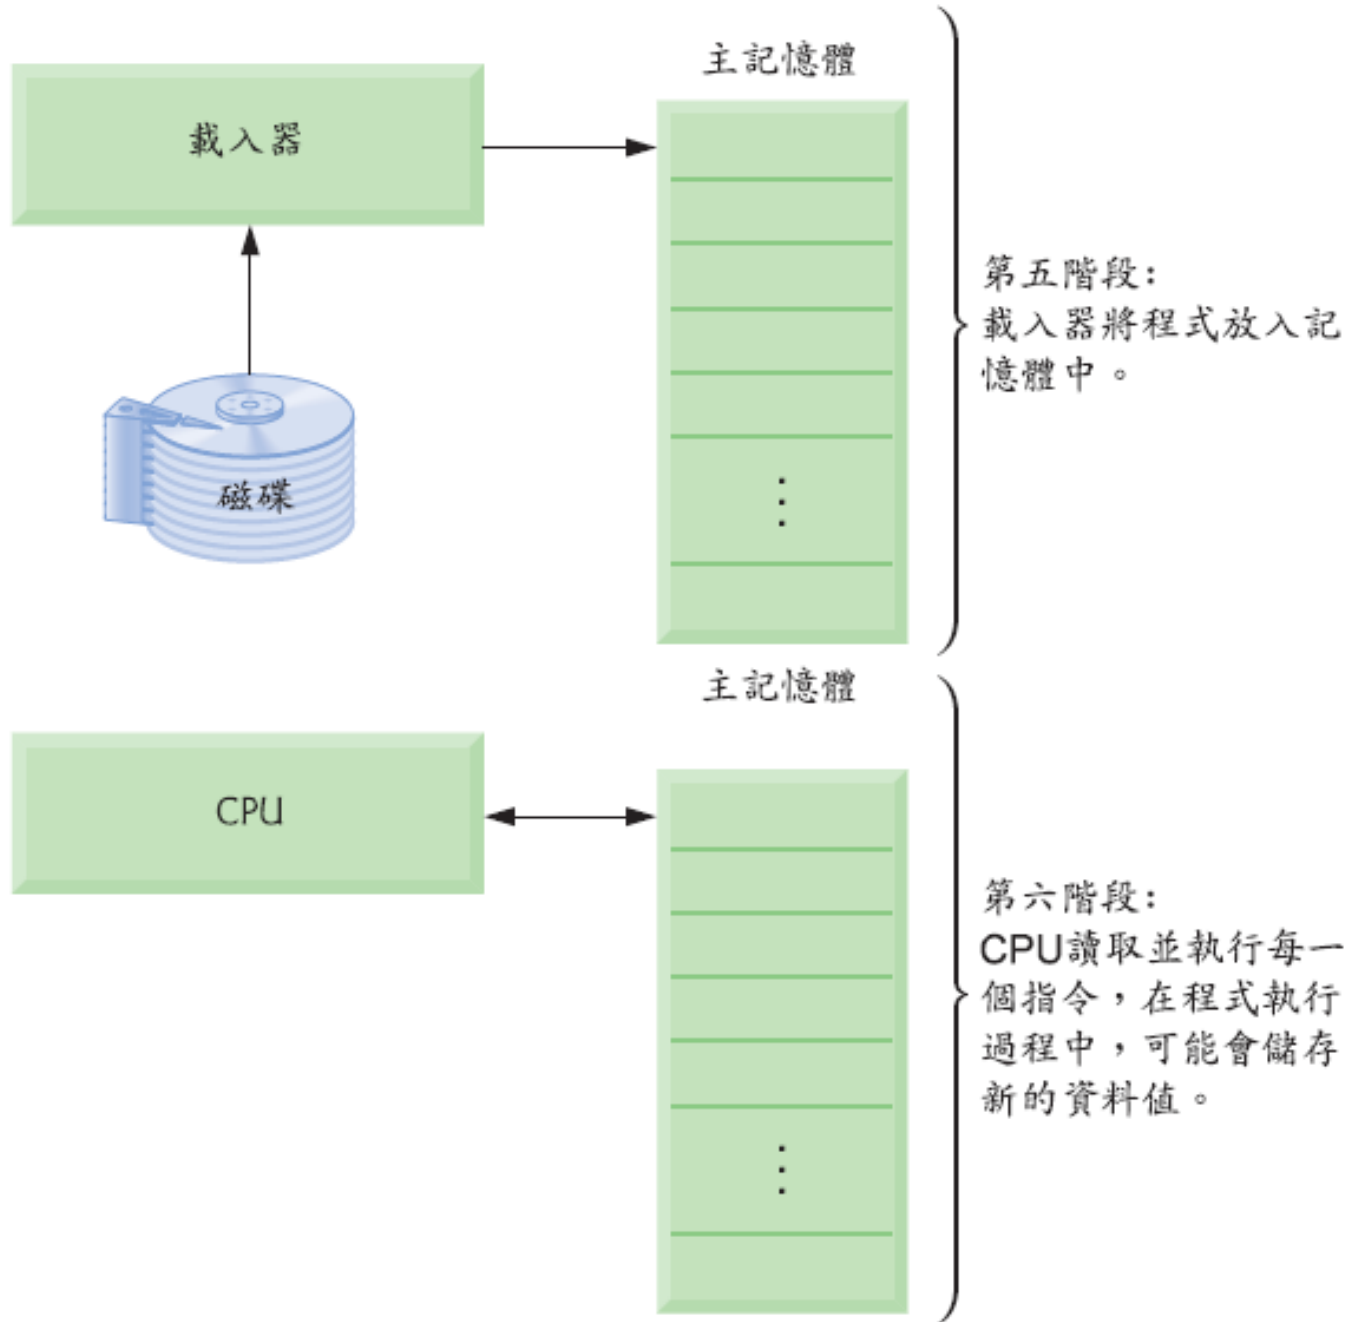 主記憶體
載入器
磁碟
第五階段:
載入器將程式放入記
憶體中。
主記憶體
CPU
第六階段:
CPU讀取並執行每一
個指令，在程式執行
過程中，可能會儲存
新的資料值。